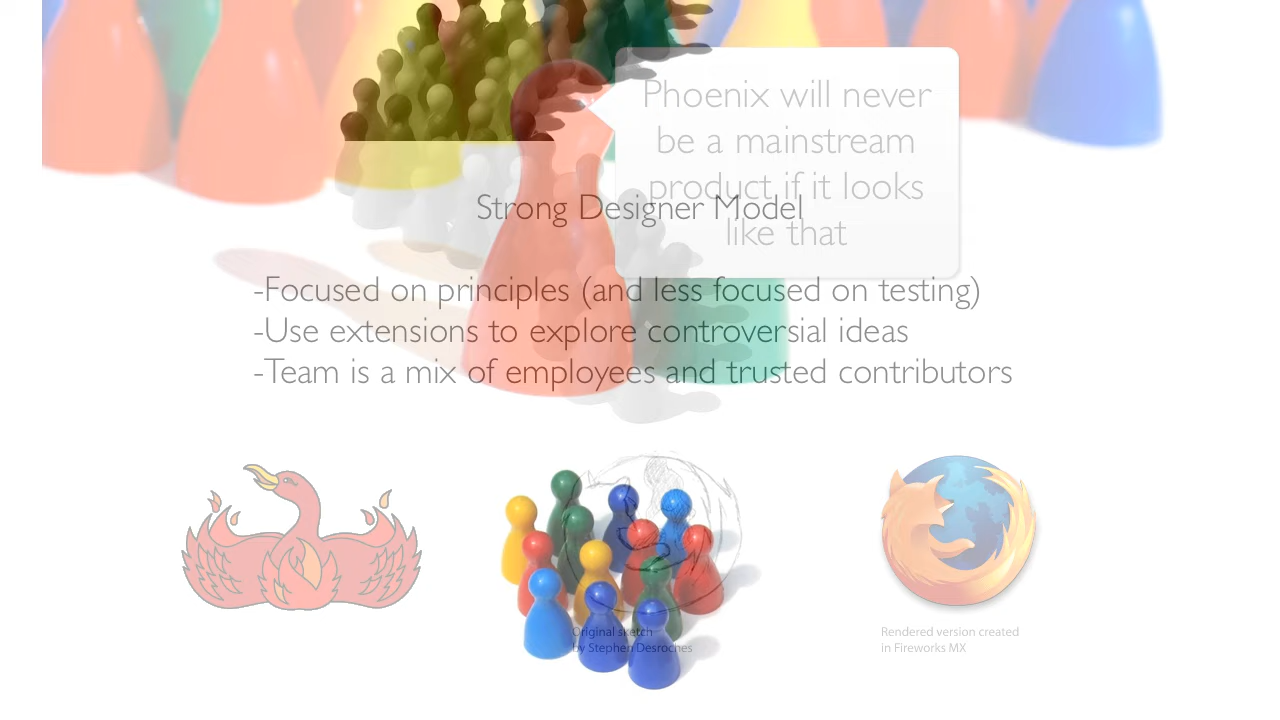 Phoenix will never
be a mainstream
product if it looks
like that
Strong Designer Model
-Focused on principles (and less focused on testing)
-Use extensions to explore controversial ideas
-Team is a mix of employees and trusted contributors
Original sketch
by Stephen Desroches
Rendered version created
in Fireworks MX